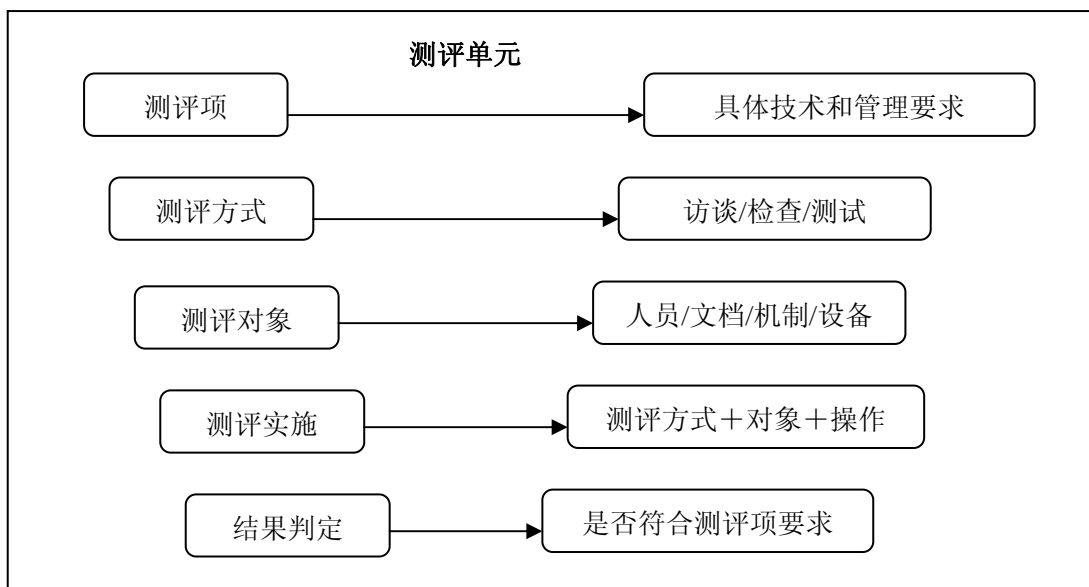 测评单元
测评项
具体技术和管理要求
测评方式
访谈/检查/测试
测评对象
人员/文档/机制/设备
测评实施
测评方式＋对象＋操作
结果判定
是否符合测评项要求